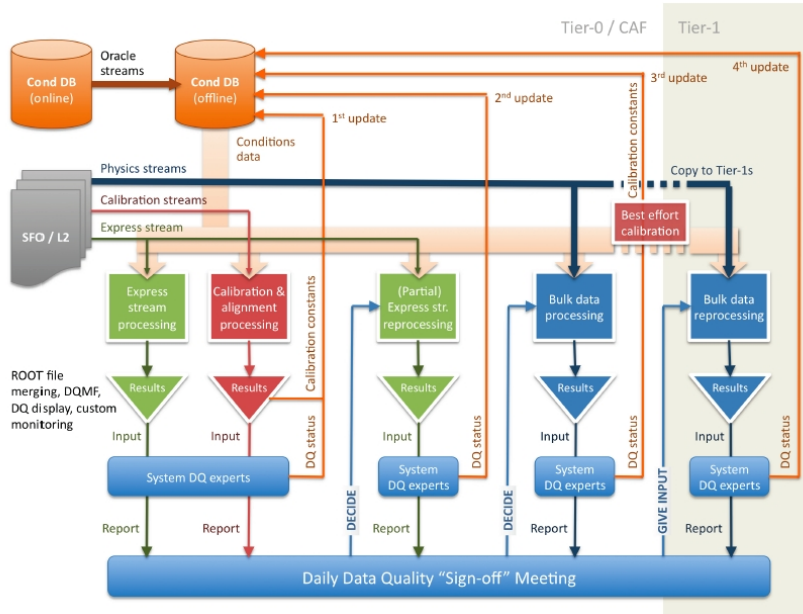 Tier-0 / CAF
Tier-1
Oracle
streams
Cond DB
(online)
Cond DB
(offline)
4th update
3rd update
2nd update
1st update
Conditions
data
Calibration constants
Physics streams
Copy to Tier-1s
Calibration streams
Express stream
SFO / L2
Best effort
calibration
Express
stream
processing
Calibration &
alignment
processing
(Partial)
Express str.
reprocessing
Bulk data
processing
Bulk data
reprocessing
Calibration constants
ROOT file
merging, DQMF,
DQ display, custom
monitoring
Results
Results
Results
Results
Results
Input
Input
Input
Input
Input
DQ status
DQ status
DQ status
DQ status
System DQ experts
System
DQ experts
System
DQ experts
System
DQ experts
DECIDE
DECIDE
GIVE INPUT
Report
Report
Report
Report
Report
Daily Data Quality “Sign-off” Meeting